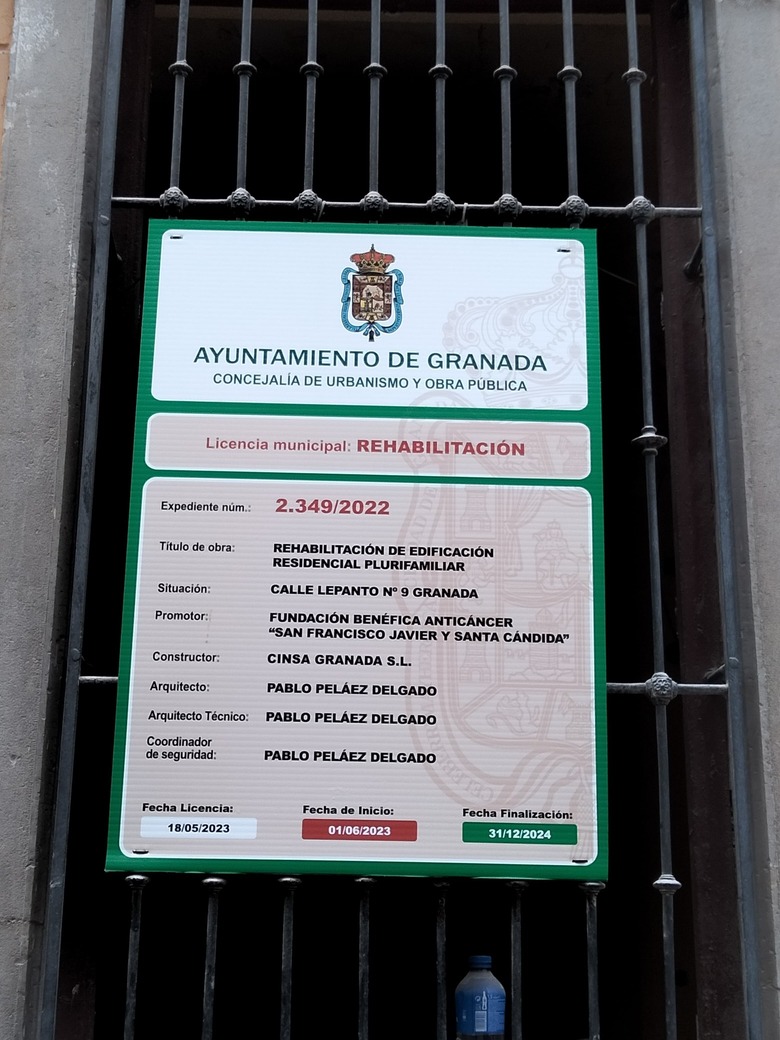 AYUNTAMIENTO DE GRANADA
CONCEJALÍA DE URBANISMO Y OBRA PÚBLICA
Licencia municipal: REHABILITACIÓN
Expediente núm.: 2.349/2022
Título de obra: REHABILITACIÓN DE EDIFICACIÓN
RESIDENCIAL PLURIFAMILIAR
Situación: CALLE LEPANTO Nº 9 GRANADA
Promotor: FUNDACIÓN BENÉFICA ANTICÁNCER
“SAN FRANCISCO JAVIER Y SANTA CÁNDIDA”
Constructor: CINSA GRANADA S.L.
Arquitecto: PABLO PELÁEZ DELGADO
Arquitecto Técnico: PABLO PELÁEZ DELGADO
Coordinador
de seguridad: PABLO PELÁEZ DELGADO
Fecha Licencia: Fecha de Inicio: Fecha Finalización:
18/05/2023 01/06/2023 31/12/2024